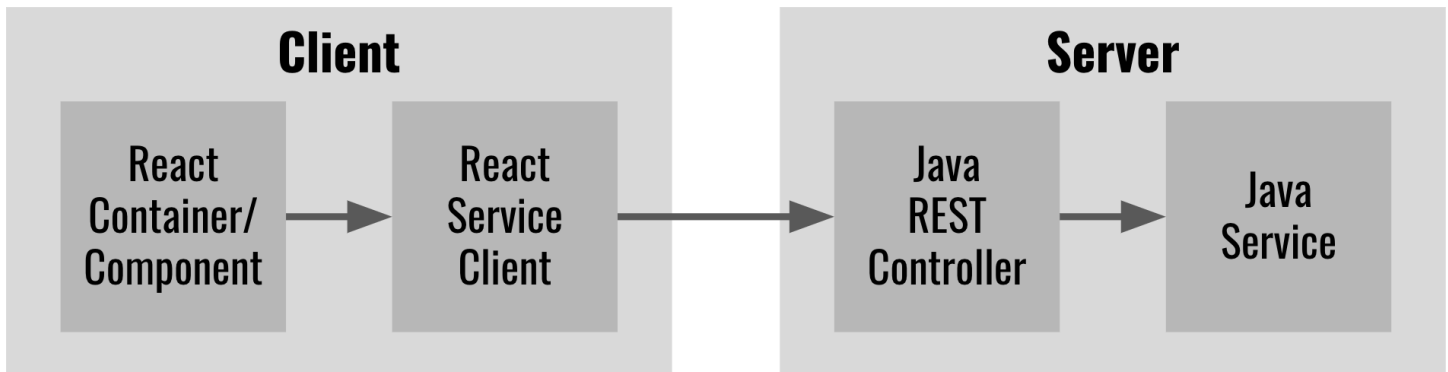 Client
React
Container/
Component
React
Service
Client
Server
Java
REST
Controller
Java
Service